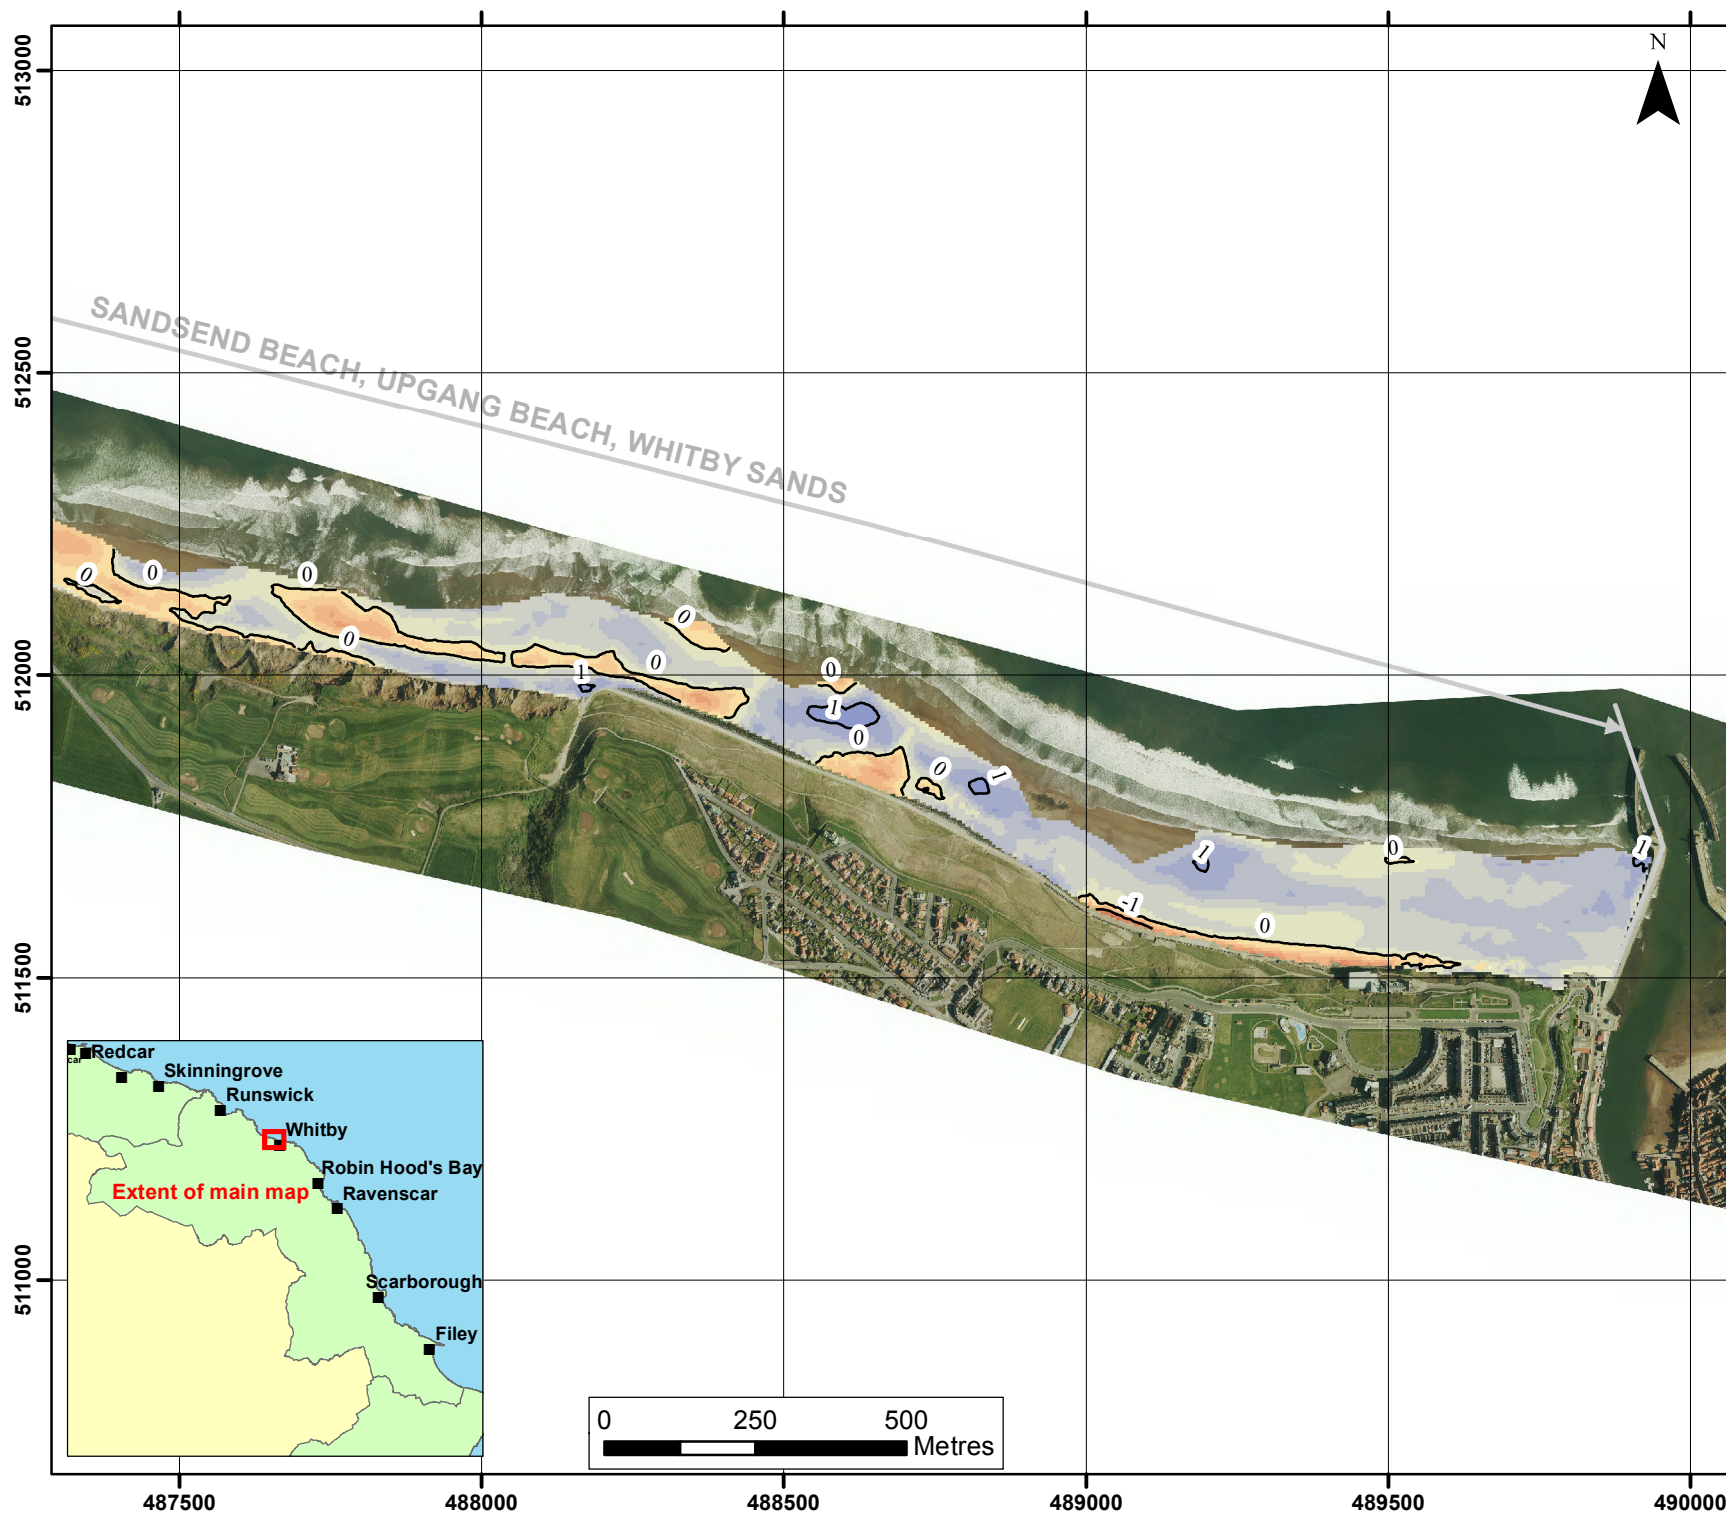 N
513000
512500
512000
511500
511000
SANDSEND BEACH, UPGANG BEACH, WHITBY SANDS
0
0
0
0
0
0
1
0
1
0
0
1
0
1
0
1
-1
0
car
Redcar
Skinningrove
Runswick
Whitby
Robin Hood's Bay
Extent of main map
Ravenscar
Scarborough
Filey
0 250 500
Metres
487500 488000 488500 489000 489500 490000